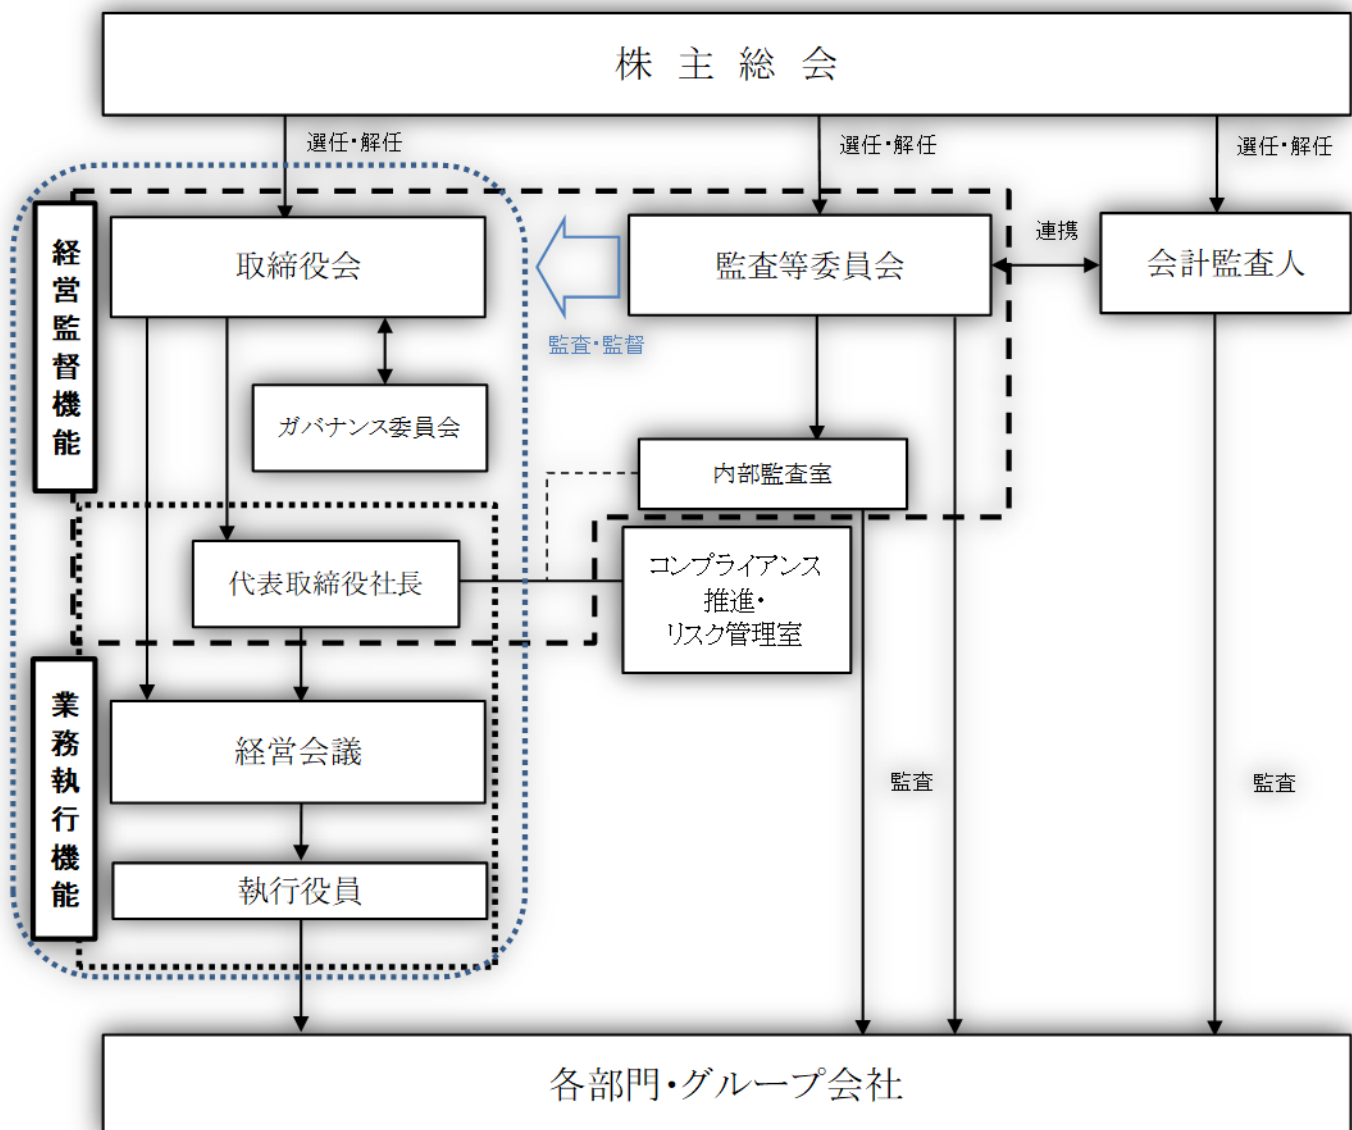 株 主 総 会
選任・解任
選任・解任
選任・解任
経営監督機能
取締役会
監査等委員会
連携
会計監査人
監査・監督
ガバナンス委員会
内部監査室
代表取締役社長
コンプライアンス
推進・
リスク管理室
業務執行機能
経営会議
監査
監査
執行役員
各部門・グループ会社